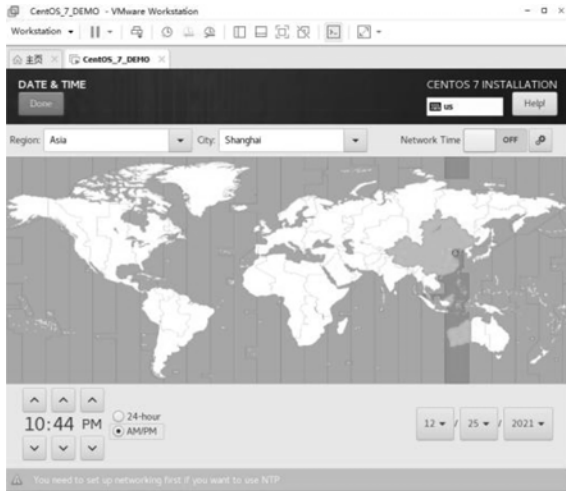 CentOS_7_DEMO - VMware Workstation
Workstation
主页 CentOS_7_DEMO
DATE & TIME CENTOS 7 INSTALLATION
Done us Help!
Region: Asia City: Shanghai Network Time OFF
10:44 PM 24-hour
AM/PM
12 / 25 / 2021
You need to set up networking first if you want to use NTP